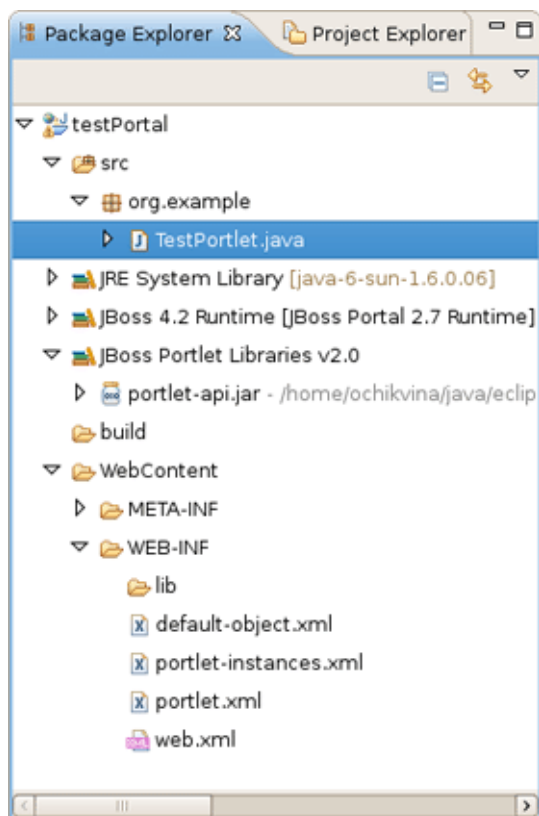 Package Explorer Project Explorer
testPortal
src
org.example
TestPortlet.java
JRE System Library [java-6-sun-1.6.0.06]
JBoss 4.2 Runtime [JBoss Portal 2.7 Runtime]
JBoss Portlet Libraries v2.0
portlet-api.jar - /home/ochikvina/java/eclip
build
WebContent
META-INF
WEB-INF
lib
default-object.xml
portlet-instances.xml
portlet.xml
web.xml